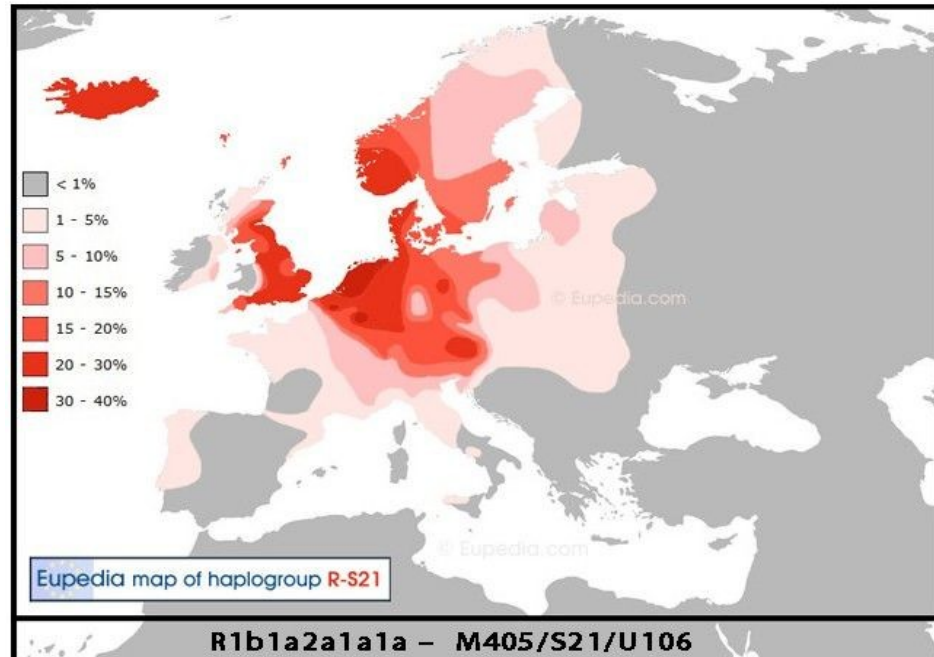 < 1%
1 - 5%
5 - 10%
10 - 15%
15 - 20%
20 - 30%
30 - 40%
© Eupedia.com
© Eupedia.com
Eupedia map of haplogroup R-S21
R1b1a2a1a1a – M405/S21/U106